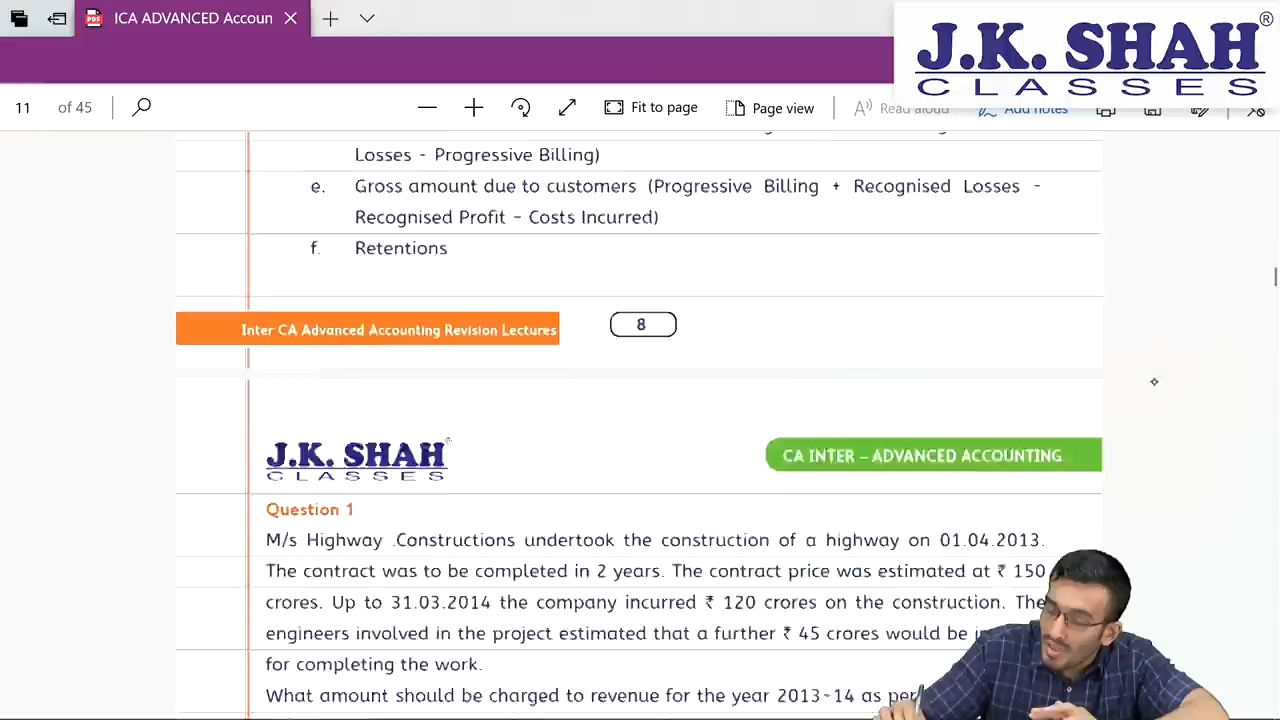 ICA ADVANCED Accoun
J.K. SHAH®
CLASSES
11 of 45
Fit to page
Page view
Read aloud
Add notes
Losses - Progressive Billing)
e. Gross amount due to customers (Progressive Billing + Recognised Losses -
Recognised Profit - Costs Incurred)
f. Retentions
Inter CA Advanced Accounting Revision Lectures
8
J.K. SHAH®
CLASSES
CA INTER – ADVANCED ACCOUNTING
Question 1
M/s Highway .Constructions undertook the construction of a highway on 01.04.2013.
The contract was to be completed in 2 years. The contract price was estimated at ₹ 150
crores. Up to 31.03.2014 the company incurred ₹ 120 crores on the construction. The
engineers involved in the project estimated that a further ₹ 45 crores would be
for completing the work.
What amount should be charged to revenue for the year 2013-14 as per